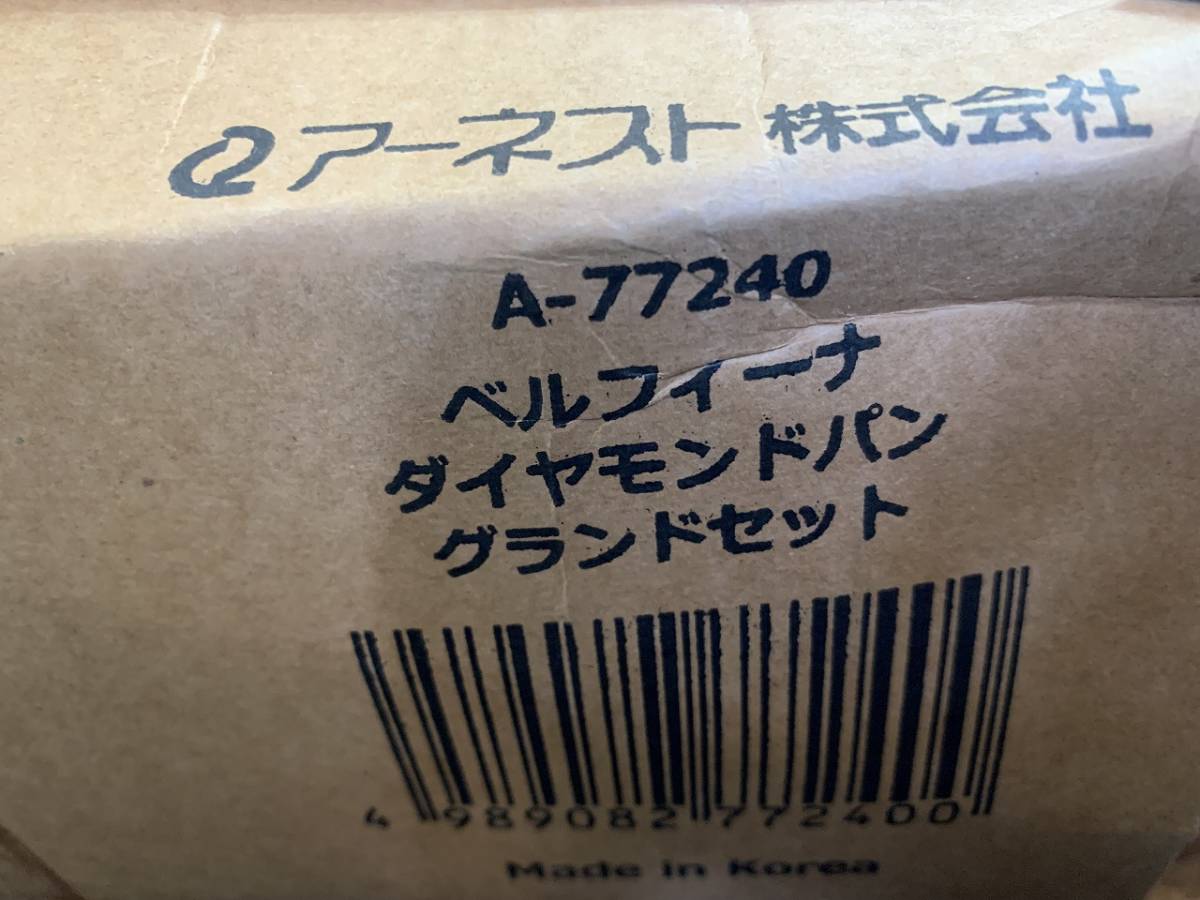 アーネスト株式会社
A-77240
ベルフィーナ
ダイヤモンドパン
グランドセット
4 989082 772400
Made in Korea